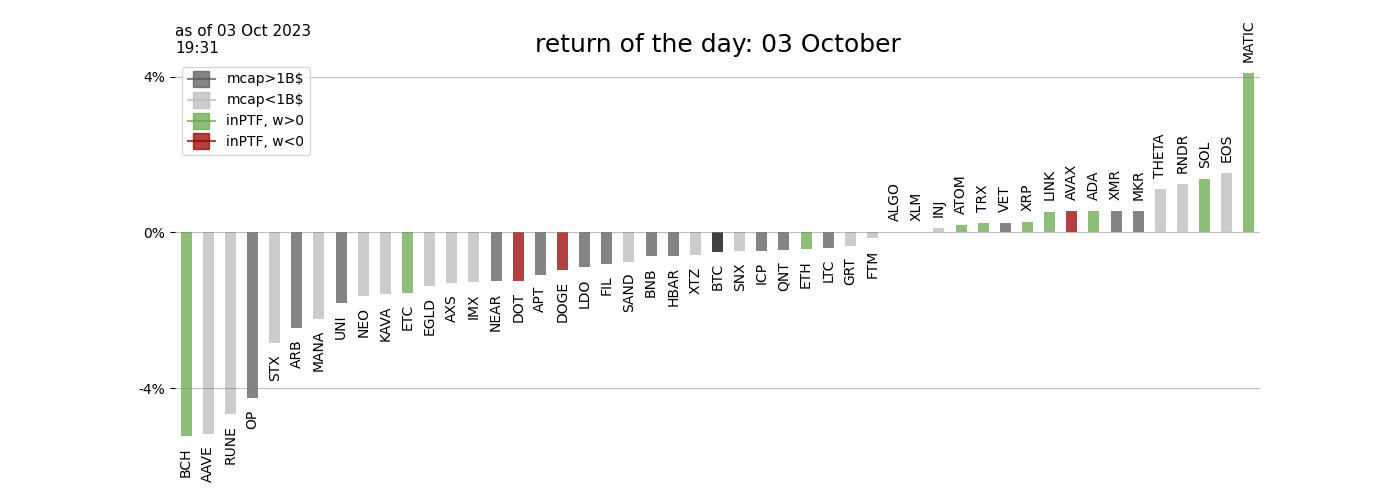 as of 03 Oct 2023
19:31
return of the day: 03 October
4%
0%
-4%
mcap>1B$
mcap<1B$
inPTF, w>0
inPTF, w<0
BCH
AAVE
RUNE
OP
STX
ARB
MANA
UNI
NEO
KAVA
ETC
EGLD
AXS
IMX
NEAR
DOT
APT
DOGE
LDO
FIL
SAND
BNB
HBAR
XTZ
BTC
SNX
ICP
QNT
ETH
LTC
GRT
FTM
ALGO
XLM
INJ
ATOM
TRX
VET
XRP
LINK
AVAX
ADA
XMR
MKR
THETA
RNDR
SOL
EOS
MATIC